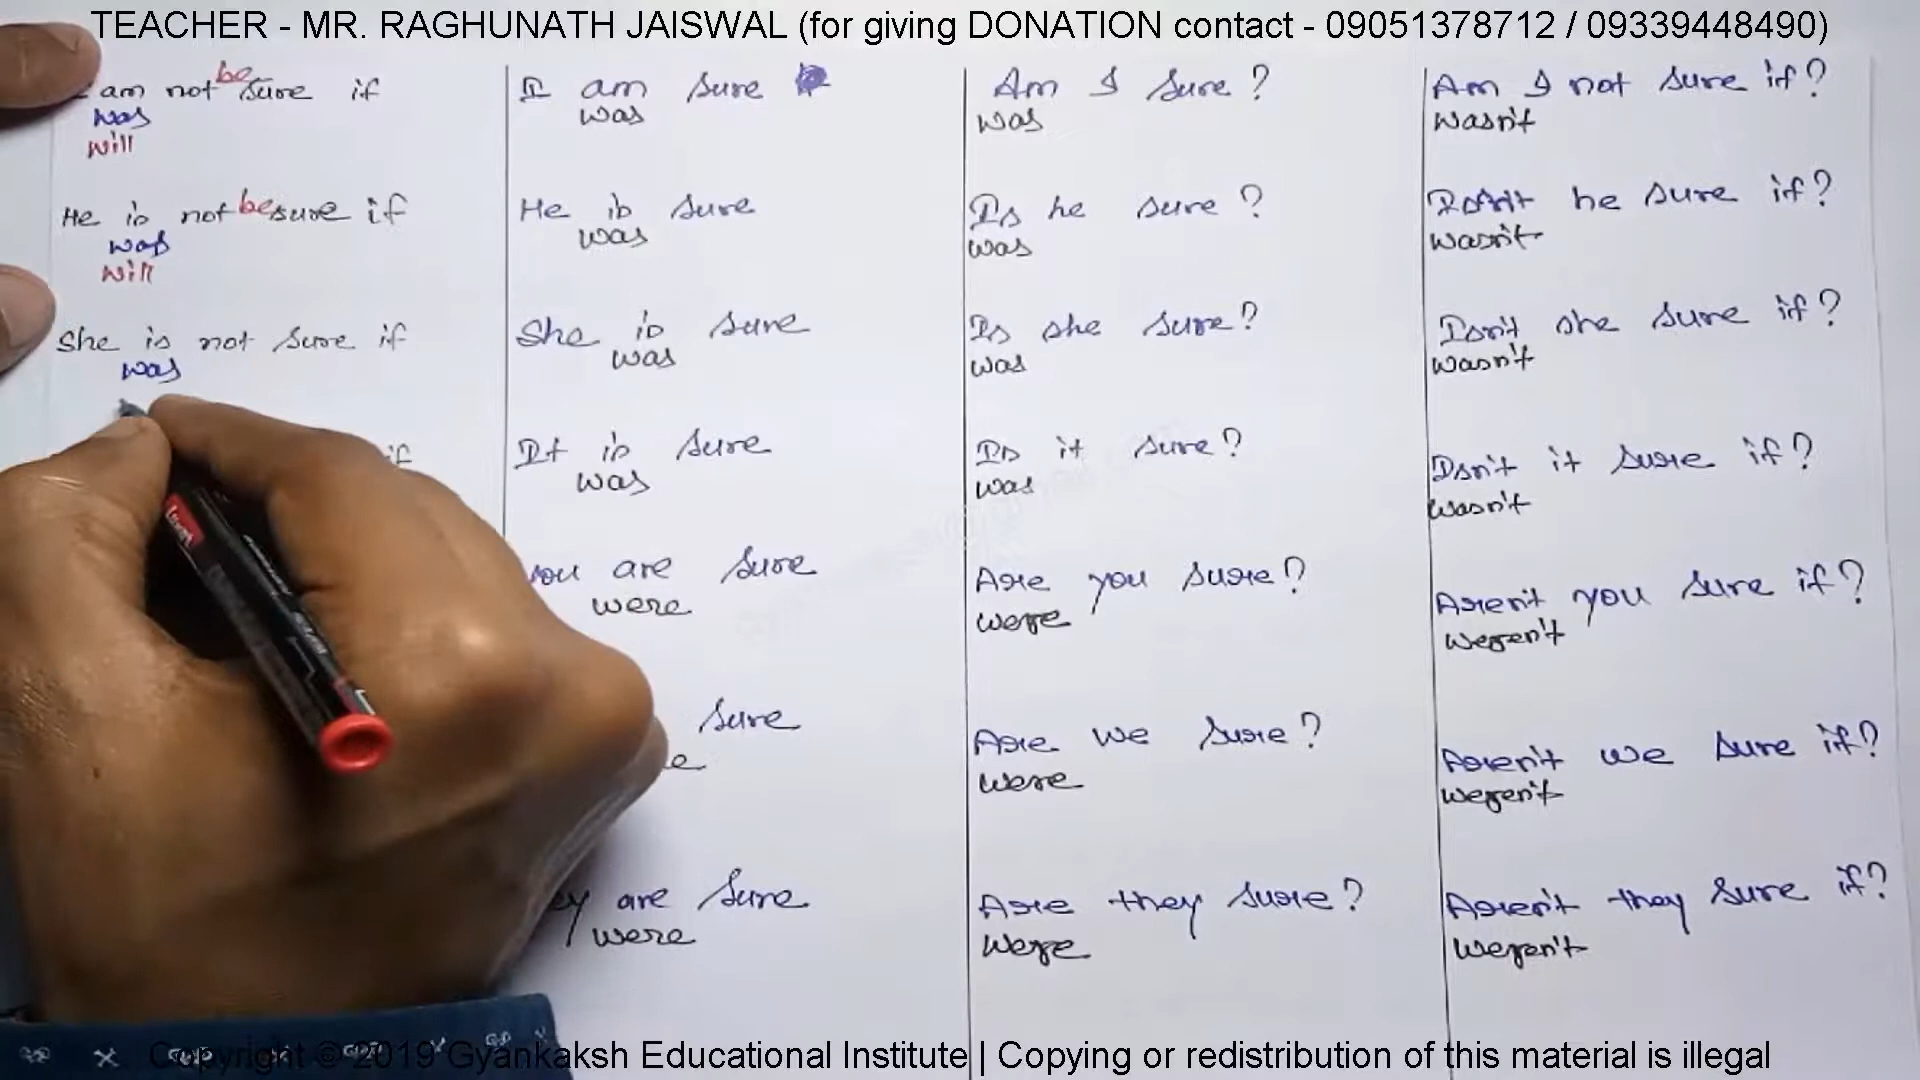 TEACHER - MR. RAGHUNATH JAISWAL (for giving DONATION contact - 09051378712 / 09339448490)
am not be sure if
was
will
He is not be sure if
was
will
She is not sure if
was
if
I am sure
was
He is sure
was
She is sure
was
It is sure
was
you are sure
were
sure
are sure
were
Am I sure?
was
Is he sure?
was
Is she sure?
was
Is it sure?
was
Are you sure?
were
Are we sure?
were
Are they sure?
were
Am I not sure if?
wasn't
Isn't he sure if?
wasn't
Isn't she sure if?
wasn't
Isn't it sure if?
wasn't
Aren't you sure if?
weren't
Aren't we sure if?
weren't
Aren't they sure if?
weren't
Copyright © 2019 Gyankaksh Educational Institute | Copying or redistribution of this material is illegal